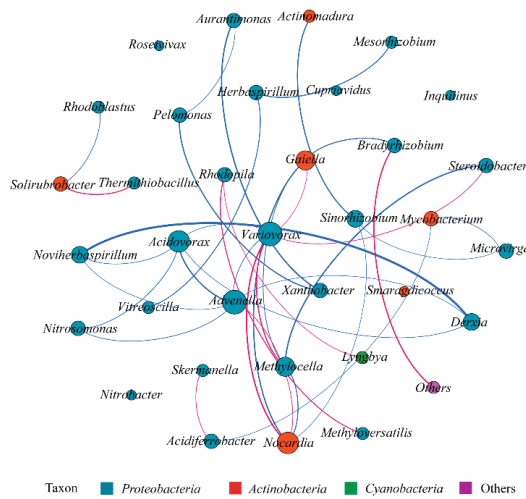 Aurantimonas
Actinomadura
Roseivivax
Mesorhizobium
Herbaspirillum
Cupriavidus
Inquilinus
Rhodoblastus
Pelomonas
Bradyrhizobium
Gaiella
Steroidobacter
Rhodopila
Solirubrobacter
Thermithiobacillus
Sinorhizobium
Mycobacterium
Variovorax
Acidovorax
Microvirga
Noviherbaspirillum
Xanthobacter
Smaragdicoccus
Advenella
Vitreoscilla
Derxia
Nitrosomonas
Lyngbya
Skermanella
Methylocella
Others
Nitrobacter
Methyloversatilis
Acidiferrobacter
Nocardia
Taxon Proteobacteria Actinobacteria Cyanobacteria Others